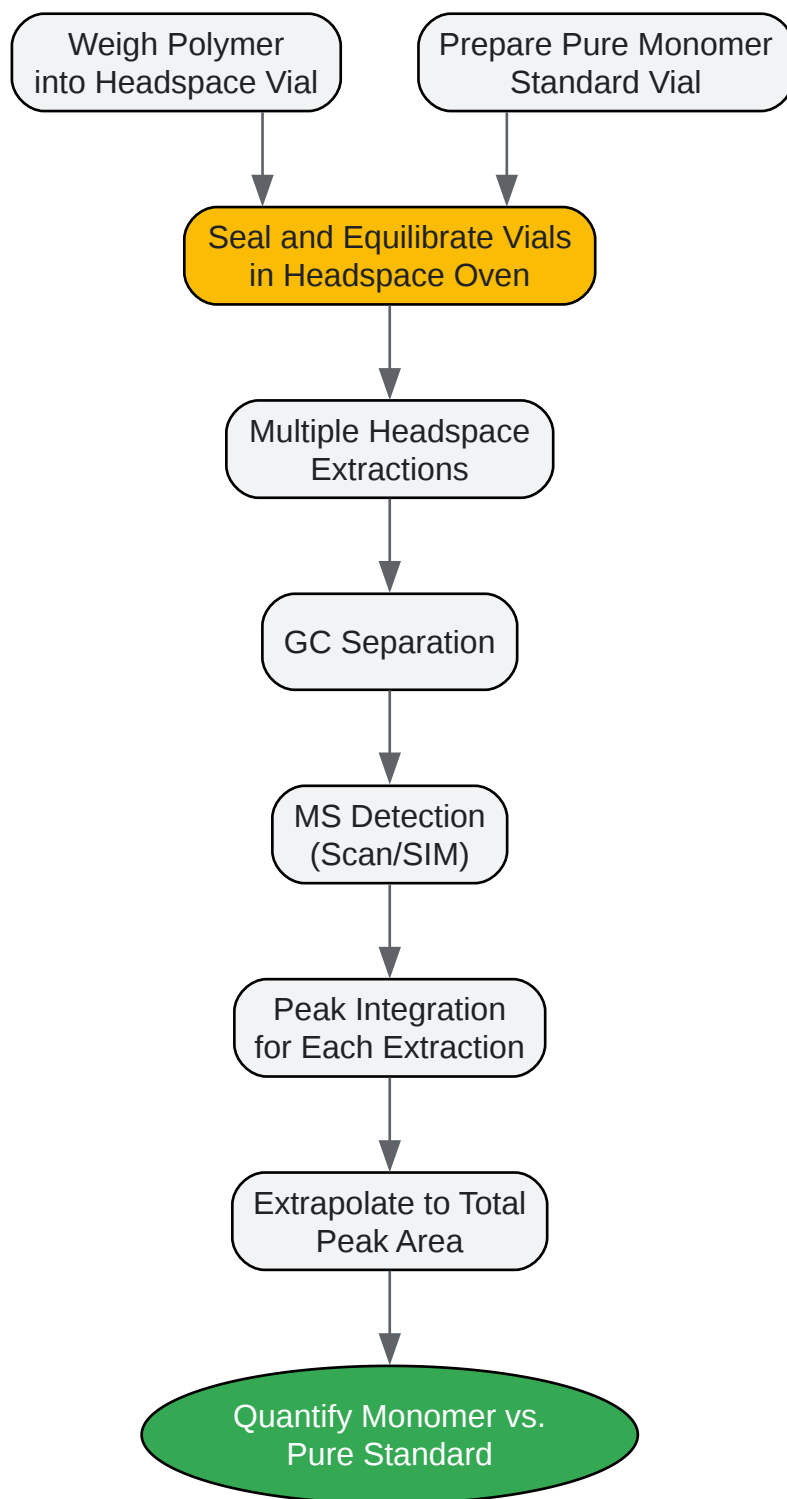 Weigh Polymer
into Headspace Vial
Prepare Pure Monomer
Standard Vial
Seal and Equilibrate Vials
in Headspace Oven
Multiple Headspace
Extractions
GC Separation
MS Detection
(Scan/SIM)
Peak Integration
for Each Extraction
Extrapolate to Total
Peak Area
Quantify Monomer vs.
Pure Standard